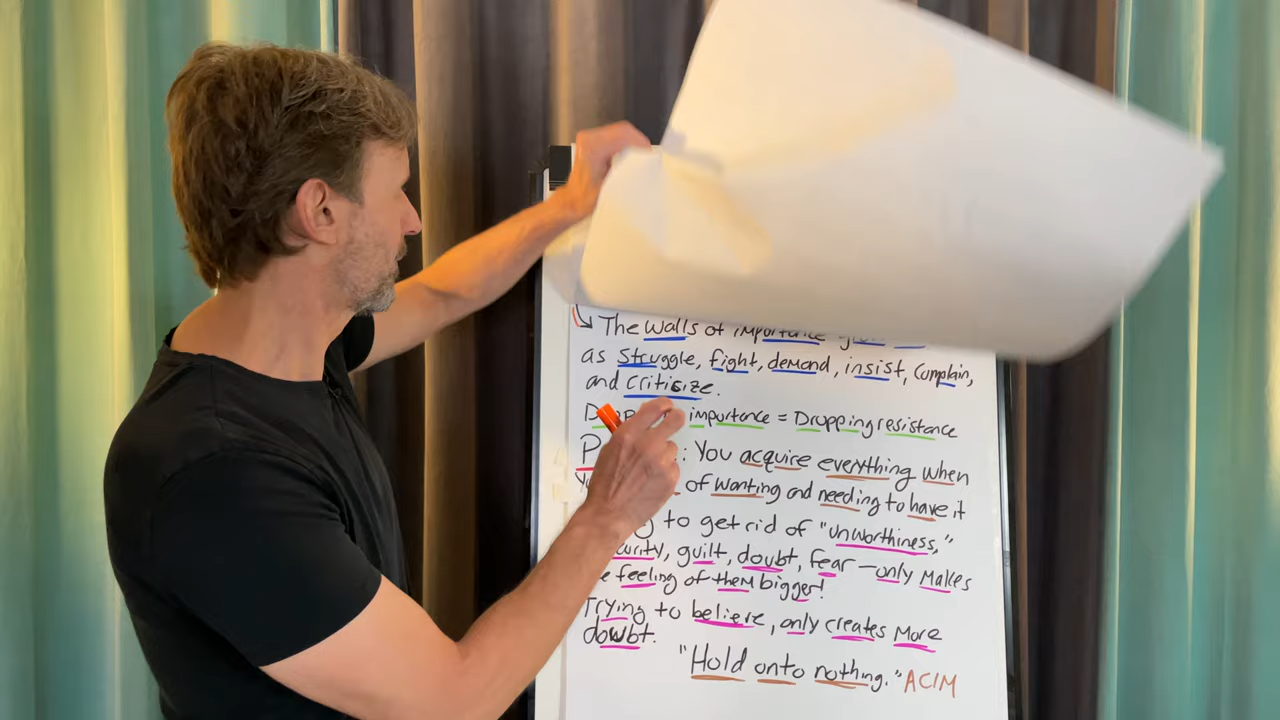 The walls of importance
as struggle, fight, demand, insist, complain,
and criticize.
importance = Dropping resistance
: You acquire everything when
of wanting and needing to have it
to get rid of "unworthiness,"
guilt, doubt, fear—only makes
feeling of them bigger!
Trying to believe, only creates more
doubt.
"Hold onto nothing." ACIM